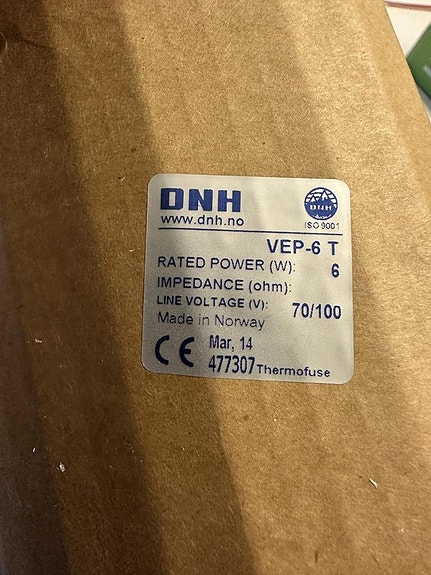 DNH
www.dnh.no
DNH
ISO 9001
VEP-6 T
RATED POWER (W): 6
IMPEDANCE (ohm):
LINE VOLTAGE (V): 70/100
Made in Norway
CE Mar, 14
477307 Thermofuse